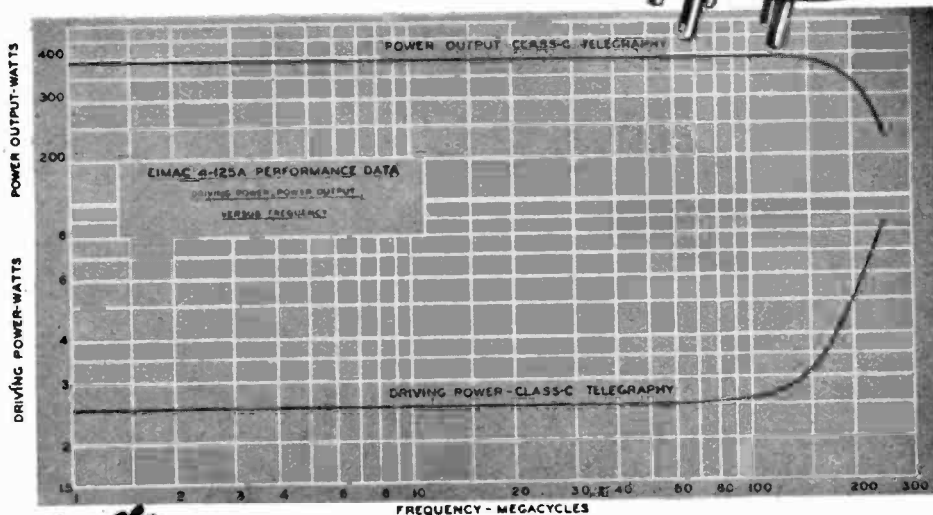 POWER OUTPUT-WATTS
400
300
200
POWER OUTPUT-CLASS-C TELEGRAPHY
EIMAC 4-125A PERFORMANCE DATA
DRIVING POWER, POWER OUTPUT
VERSUS FREQUENCY
DRIVING POWER-WATTS
8
6
4
3
2
1.5
DRIVING POWER-CLASS-C TELEGRAPHY
1 2 3 4 6 8 10 20 30 40 60 80 100 200 300
FREQUENCY - MEGACYCLES